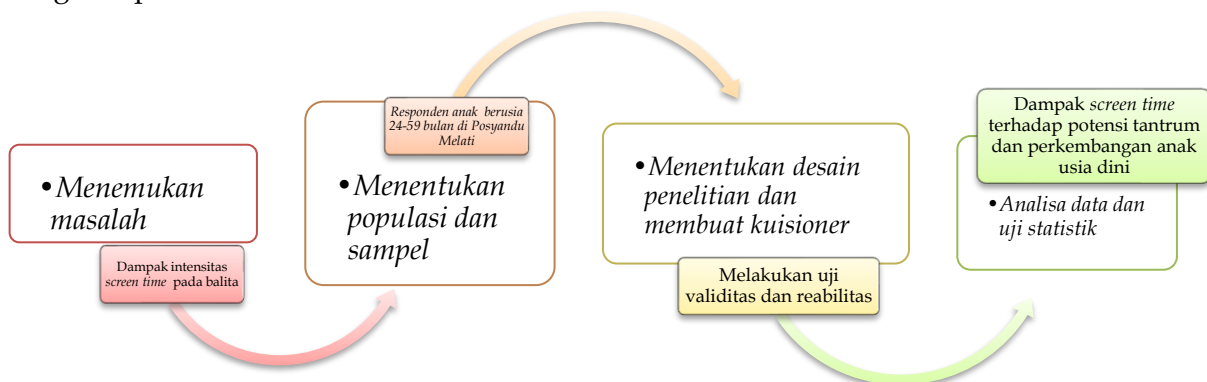 •Menemukan
masalah
Dampak intensitas
screen time pada balita
Responden anak berusia
24-59 bulan di Posyandu
Melati
•Menentukan
populasi dan
sampel
•Menentukan desain
penelitian dan
membuat kuisioner
Melakukan uji
validitas dan reabilitas
Dampak screen time
terhadap potensi tantrum
dan perkembangan anak
usia dini
•Analisa data dan
uji statistik